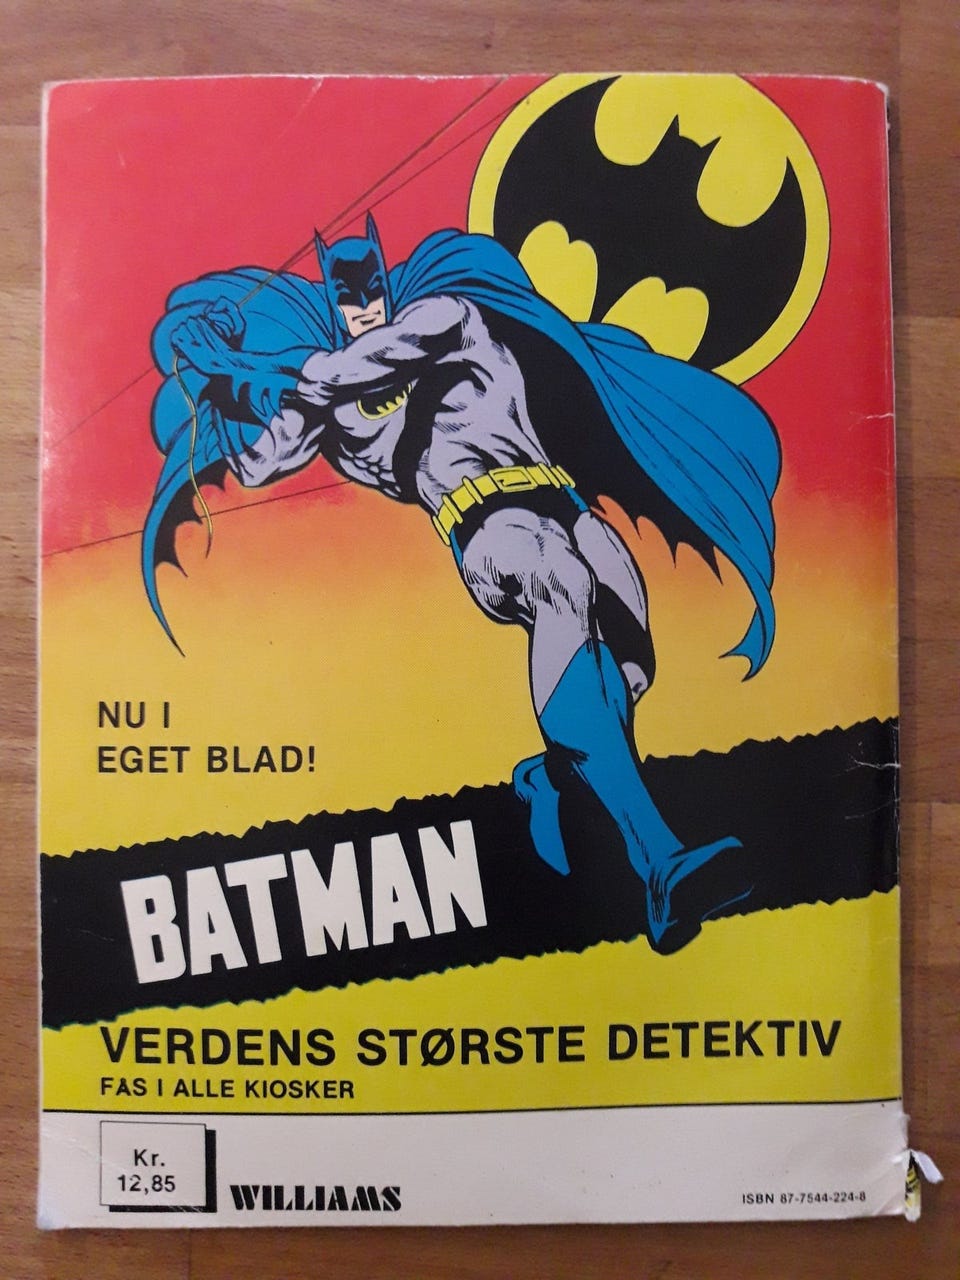 NU I
EGET BLAD!
BATMAN
VERDENS STØRSTE DETEKTIV
FÅS I ALLE KIOSKER
Kr.
12,85
WILLIAMS
ISBN 87-7544-224-8